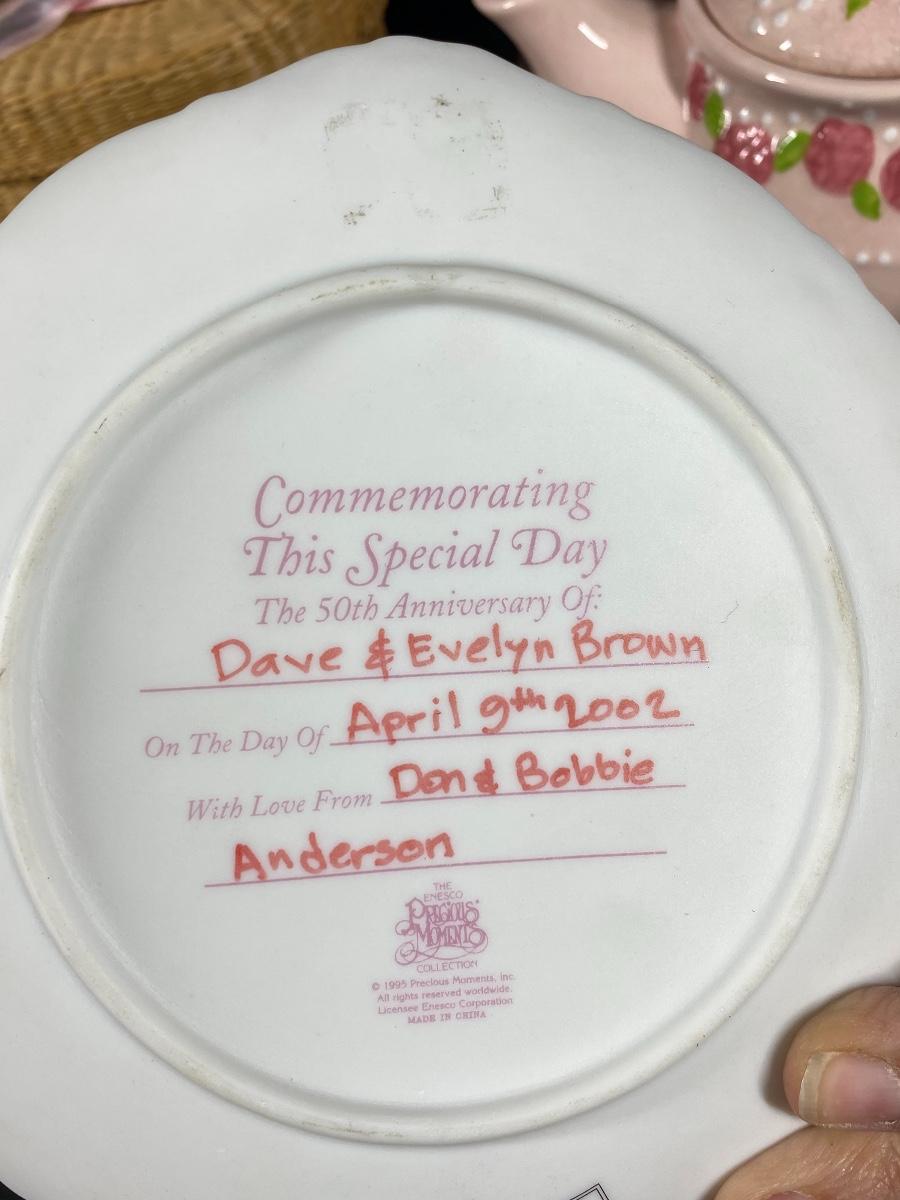 Commemorating
This Special Day
The 50th Anniversary Of:
Dave & Evelyn Brown
On The Day Of April 9th 2002
With Love From Don & Bobbie
Anderson
THE
ENESCO
PRECIOUS
MOMENTS
COLLECTION
© 1995 Precious Moments, Inc.
All rights reserved worldwide.
Licensee Enesco Corporation
MADE IN CHINA